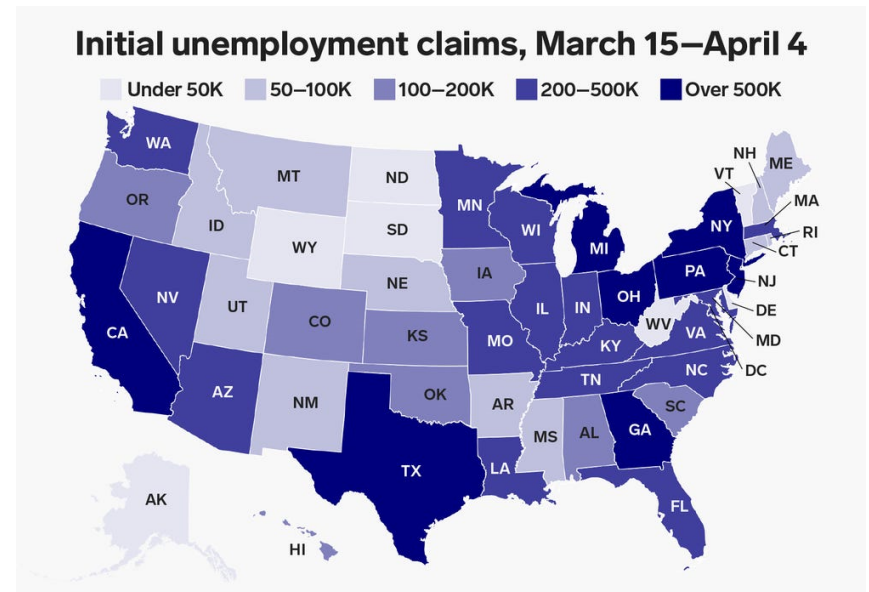 Initial unemployment claims, March 15–April 4
Under 50K
50–100K
100–200K
200–500K
Over 500K
WA
OR
ID
MT
ND
MN
SD
WY
NE
IA
WI
MI
NY
VT
NH
ME
MA
RI
CT
NJ
PA
DE
MD
DC
CA
NV
UT
CO
KS
MO
IL
IN
OH
WV
VA
KY
NC
TN
SC
AZ
NM
OK
AR
MS
AL
GA
TX
LA
FL
AK
HI